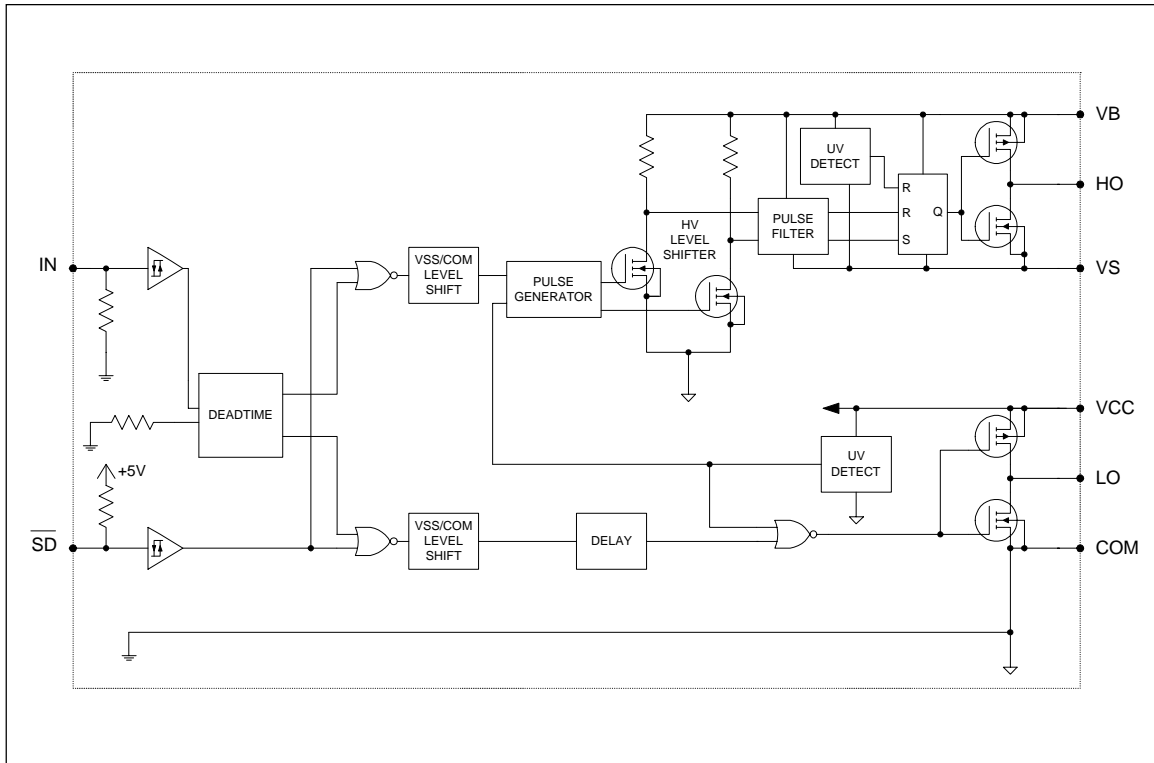 VB
UV
DETECT
HO
R
R
Q
S
HV
LEVEL
SHIFTER
PULSE
FILTER
IN
VSS/COM
LEVEL
SHIFT
PULSE
GENERATOR
VS
DEADTIME
VCC
+5V
UV
DETECT
LO
SD
VSS/COM
LEVEL
SHIFT
DELAY
COM